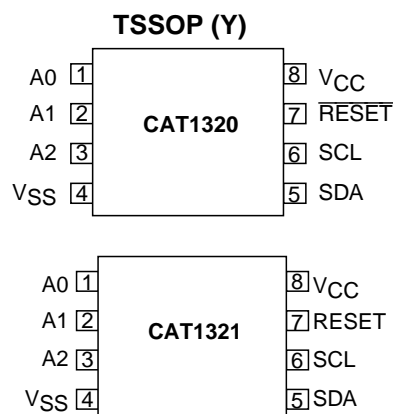 TSSOP (Y)
A0 1 8 VCC
A1 2 CAT1320 7 RESET
A2 3 6 SCL
VSS 4 5 SDA
A0 1 8 VCC
A1 2 CAT1321 7 RESET
A2 3 6 SCL
VSS 4 5 SDA